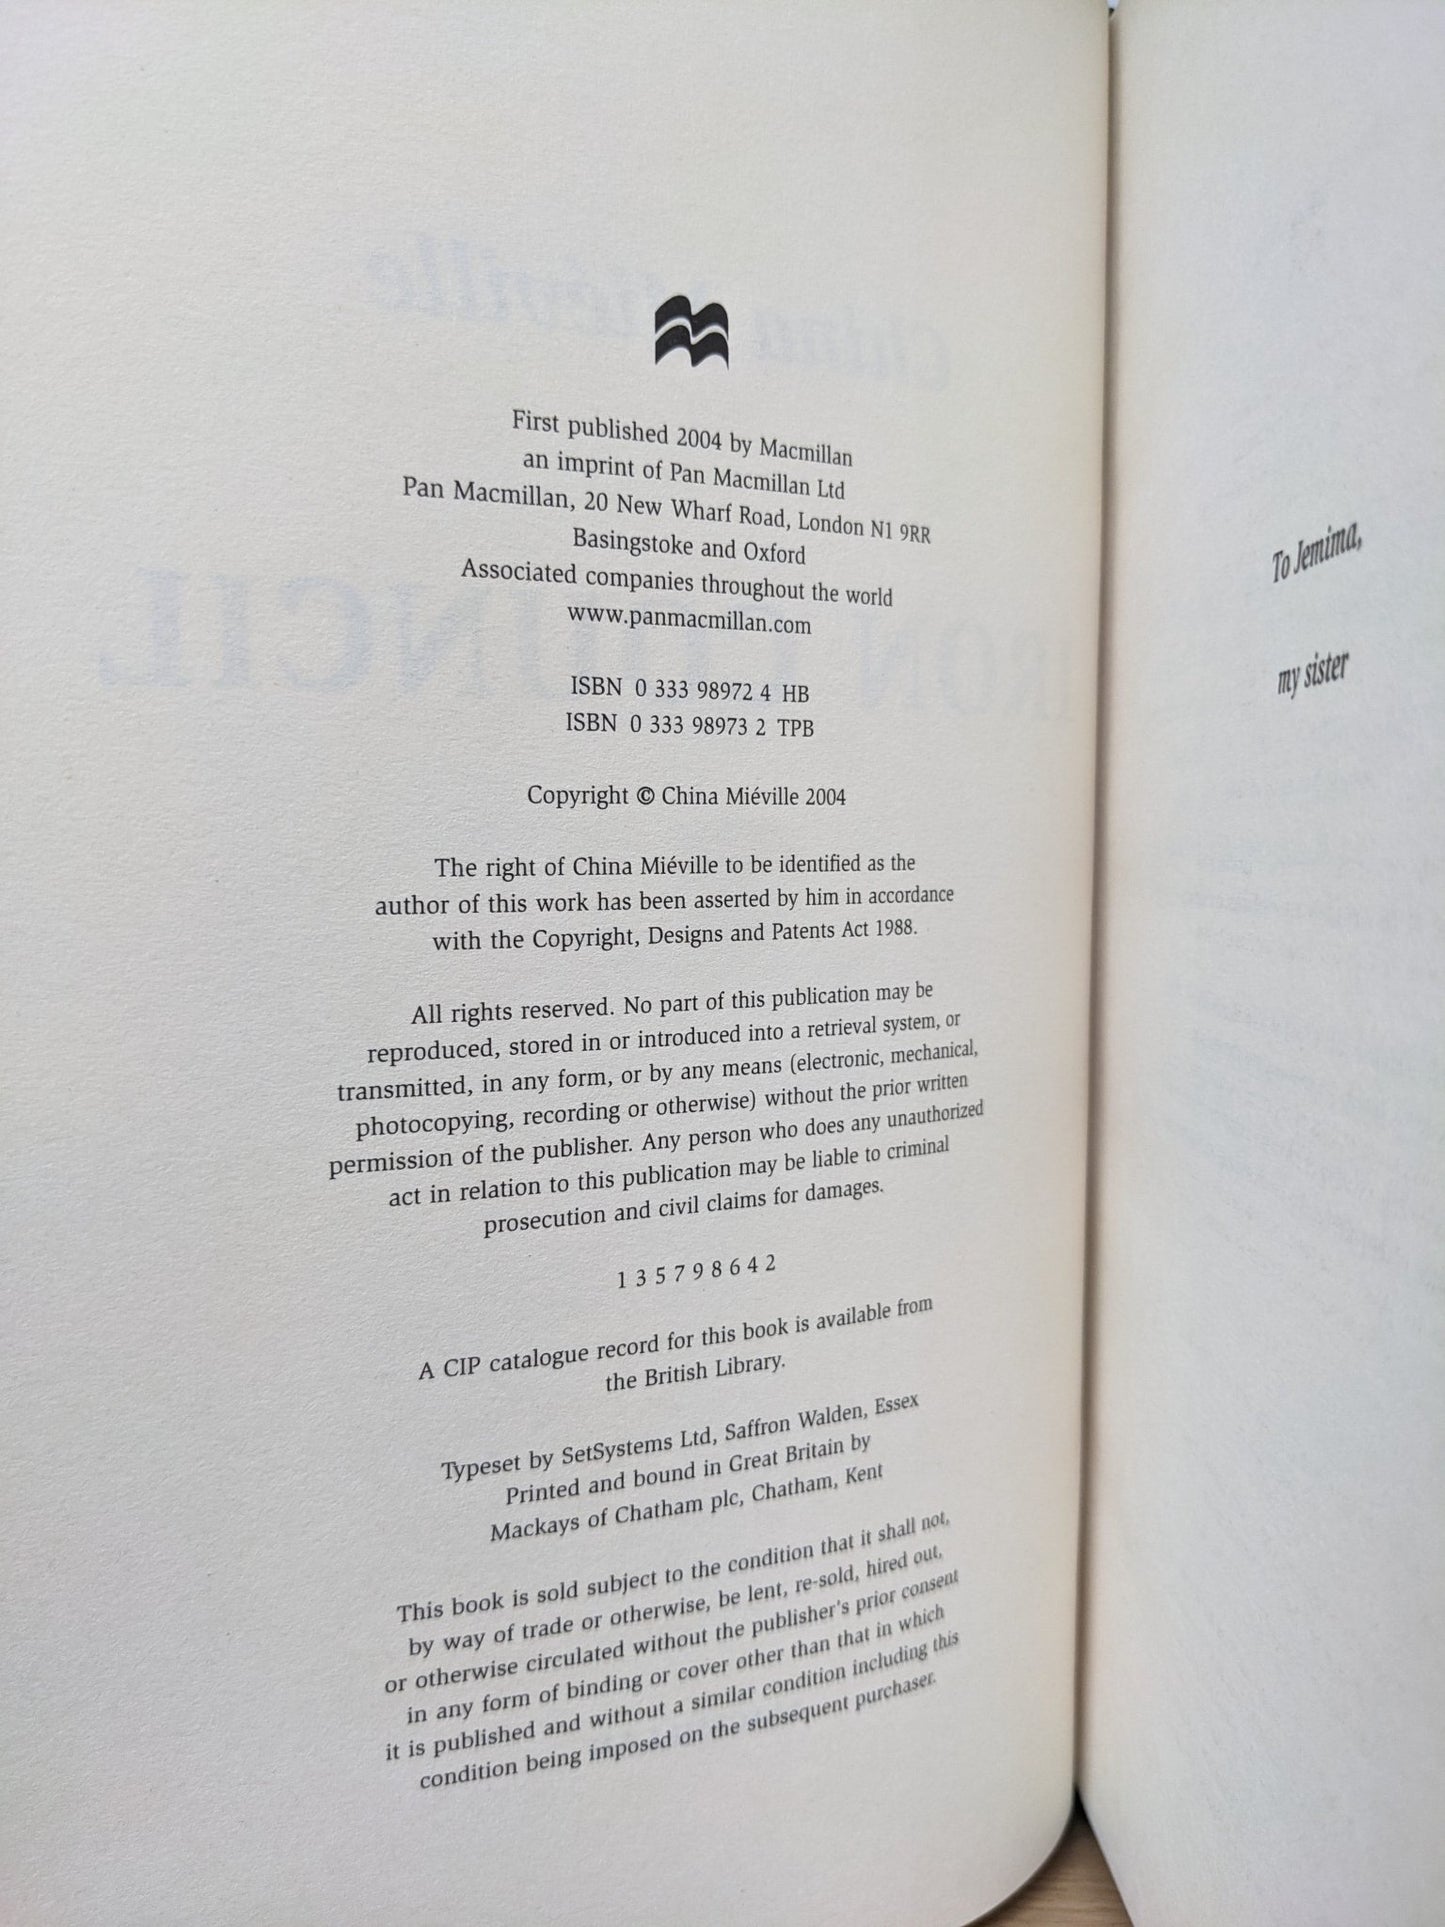 First published 2004 by Macmillan
an imprint of Pan Macmillan Ltd
Pan Macmillan, 20 New Wharf Road, London N1 9RR
Basingstoke and Oxford
Associated companies throughout the world
www.panmacmillan.com
ISBN 0 333 98972 4 HB
ISBN 0 333 98973 2 TPB
Copyright © China Miéville 2004
The right of China Miéville to be identified as the
author of this work has been asserted by him in accordance
with the Copyright, Designs and Patents Act 1988.
All rights reserved. No part of this publication may be
reproduced, stored in or introduced into a retrieval system, or
transmitted, in any form, or by any means (electronic, mechanical,
photocopying, recording or otherwise) without the prior written
permission of the publisher. Any person who does any unauthorized
act in relation to this publication may be liable to criminal
prosecution and civil claims for damages.
1 3 5 7 9 8 6 4 2
A CIP catalogue record for this book is available from
the British Library.
Typeset by SetSystems Ltd, Saffron Walden, Essex
Printed and bound in Great Britain by
Mackays of Chatham plc, Chatham, Kent
This book is sold subject to the condition that it shall not,
by way of trade or otherwise, be lent, re-sold, hired out,
or otherwise circulated without the publisher's prior consent
in any form of binding or cover other than that in which
it is published and without a similar condition including this
condition being imposed on the subsequent purchaser.
To Jemima,
my sister